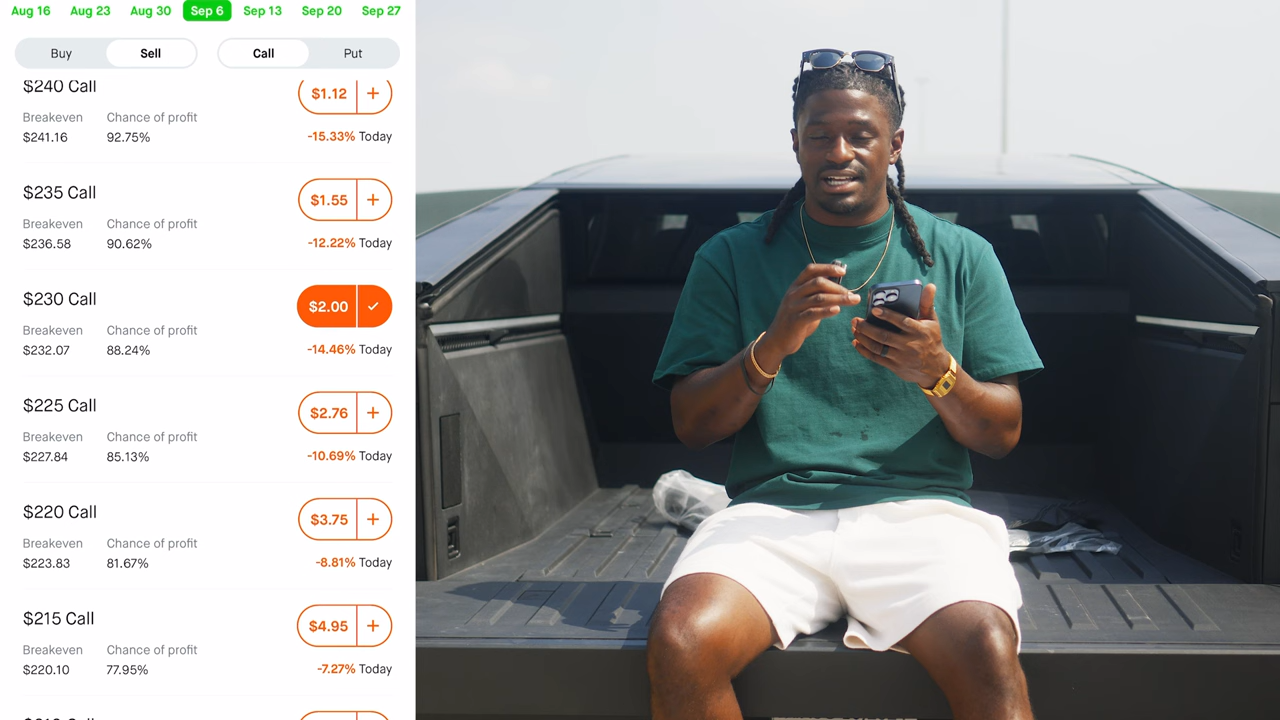 Aug 16 Aug 23 Aug 30 Sep 6 Sep 13 Sep 20 Sep 27
Buy Sell Call Put
$240 Call
$1.12 +
Breakeven Chance of profit
$241.16 92.75% -15.33% Today
$235 Call
$1.55 +
Breakeven Chance of profit
$236.58 90.62% -12.22% Today
$230 Call
$2.00 ✓
Breakeven Chance of profit
$232.07 88.24% -14.46% Today
$225 Call
$2.76 +
Breakeven Chance of profit
$227.84 85.13% -10.69% Today
$220 Call
$3.75 +
Breakeven Chance of profit
$223.83 81.67% -8.81% Today
$215 Call
$4.95 +
Breakeven Chance of profit
$220.10 77.95% -7.27% Today